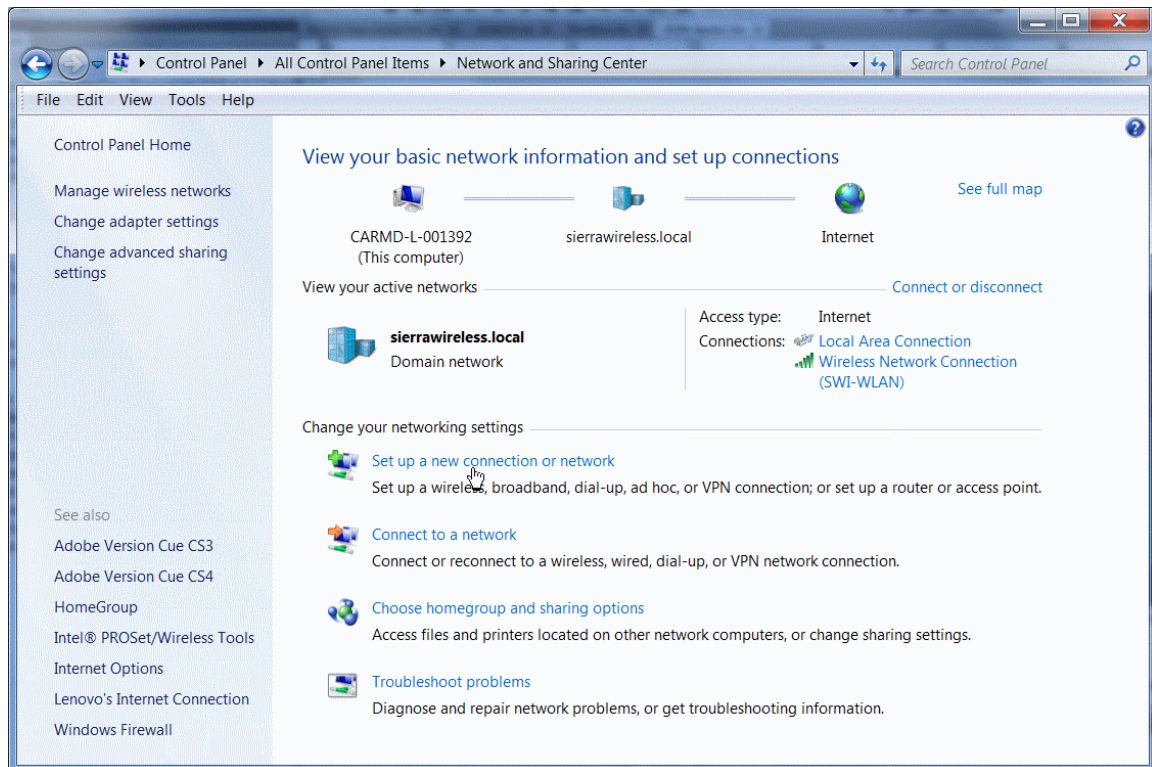 Control Panel ▸ All Control Panel Items ▸ Network and Sharing Center
Search Control Panel
File Edit View Tools Help
Control Panel Home
Manage wireless networks
Change adapter settings
Change advanced sharing
settings
See also
Adobe Version Cue CS3
Adobe Version Cue CS4
HomeGroup
Intel® PROSet/Wireless Tools
Internet Options
Lenovo's Internet Connection
Windows Firewall
View your basic network information and set up connections
See full map
CARMD-L-001392
(This computer)
sierrawireless.local
Internet
View your active networks
Connect or disconnect
sierrawireless.local
Domain network
Access type: Internet
Connections: Local Area Connection
Wireless Network Connection
(SWI-WLAN)
Change your networking settings
Set up a new connection or network
Set up a wireless, broadband, dial-up, ad hoc, or VPN connection; or set up a router or access point.
Connect to a network
Connect or reconnect to a wireless, wired, dial-up, or VPN network connection.
Choose homegroup and sharing options
Access files and printers located on other network computers, or change sharing settings.
Troubleshoot problems
Diagnose and repair network problems, or get troubleshooting information.